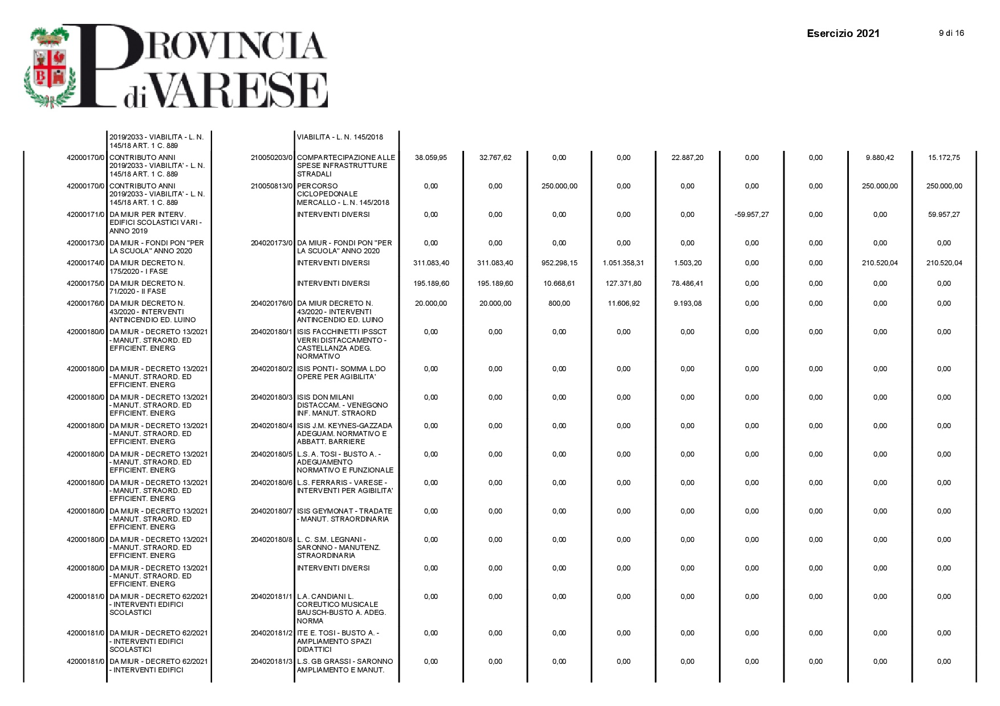 PROVINCIA
di VARESE
B
Esercizio 2021 9 di 16
2019/2033 - VIABILITA - L. N. VIABILITA - L. N. 145/2018
145/18 ART. 1 C. 889
42000170/0 CONTRIBUTO ANNI 210050203/0 COMPARTECIPAZIONE ALLE 38.059,95 32.767,62 0,00 0,00 22.887,20 0,00 0,00 9.880,42 15.172,75
2019/2033 - VIABILITA' - L. N. SPESE INFRASTRUTTURE
145/18 ART. 1 C. 889 STRADALI
42000170/0 CONTRIBUTO ANNI 210050813/0 PERCORSO 0,00 0,00 250.000,00 0,00 0,00 0,00 0,00 250.000,00 250.000,00
2019/2033 - VIABILITA' - L. N. CICLOPEDONALE
145/18 ART. 1 C. 889 MERCALLO - L. N. 145/2018
42000171/0 DA MIUR PER INTERV. INTERVENTI DIVERSI 0,00 0,00 0,00 0,00 0,00 -59.957,27 0,00 0,00 59.957,27
EDIFICI SCOLASTICI VARI -
ANNO 2019
42000173/0 DA MIUR - FONDI PON "PER 204020173/0 DA MIUR - FONDI PON "PER 0,00 0,00 0,00 0,00 0,00 0,00 0,00 0,00 0,00
LA SCUOLA" ANNO 2020 LA SCUOLA" ANNO 2020
42000174/0 DA MIUR DECRETO N. INTERVENTI DIVERSI 311.083,40 311.083,40 952.298,15 1.051.358,31 1.503,20 0,00 0,00 210.520,04 210.520,04
175/2020 - I FASE
42000175/0 DA MIUR DECRETO N. INTERVENTI DIVERSI 195.189,60 195.189,60 10.668,61 127.371,80 78.486,41 0,00 0,00 0,00 0,00
71/2020 - II FASE
42000176/0 DA MIUR DECRETO N. 204020176/0 DA MIUR DECRETO N. 20.000,00 20.000,00 800,00 11.606,92 9.193,08 0,00 0,00 0,00 0,00
43/2020 - INTERVENTI 43/2020 - INTERVENTI
ANTINCENDIO ED. LUINO ANTINCENDIO ED. LUINO
42000180/0 DA MIUR - DECRETO 13/2021 204020180/1 ISIS FACCHINETTI IPSSCT 0,00 0,00 0,00 0,00 0,00 0,00 0,00 0,00 0,00
- MANUT. STRAORD. ED VERRI DISTACCAMENTO -
EFFICIENT. ENERG CASTELLANZA ADEG.
NORMATIVO
42000180/0 DA MIUR - DECRETO 13/2021 204020180/2 ISIS PONTI - SOMMA L.DO 0,00 0,00 0,00 0,00 0,00 0,00 0,00 0,00 0,00
- MANUT. STRAORD. ED OPERE PER AGIBILITA'
EFFICIENT. ENERG
42000180/0 DA MIUR - DECRETO 13/2021 204020180/3 ISIS DON MILANI 0,00 0,00 0,00 0,00 0,00 0,00 0,00 0,00 0,00
- MANUT. STRAORD. ED DISTACCAM. - VENEGONO
EFFICIENT. ENERG INF. MANUT. STRAORD
42000180/0 DA MIUR - DECRETO 13/2021 204020180/4 ISIS J.M. KEYNES-GAZZADA 0,00 0,00 0,00 0,00 0,00 0,00 0,00 0,00 0,00
- MANUT. STRAORD. ED ADEGUAM. NORMATIVO E
EFFICIENT. ENERG ABBATT. BARRIERE
42000180/0 DA MIUR - DECRETO 13/2021 204020180/5 L.S. A. TOSI - BUSTO A. - 0,00 0,00 0,00 0,00 0,00 0,00 0,00 0,00 0,00
- MANUT. STRAORD. ED ADEGUAMENTO
EFFICIENT. ENERG NORMATIVO E FUNZIONALE
42000180/0 DA MIUR - DECRETO 13/2021 204020180/6 L.S. FERRARIS - VARESE - 0,00 0,00 0,00 0,00 0,00 0,00 0,00 0,00 0,00
- MANUT. STRAORD. ED INTERVENTI PER AGIBILITA'
EFFICIENT. ENERG
42000180/0 DA MIUR - DECRETO 13/2021 204020180/7 ISIS GEYMONAT - TRADATE 0,00 0,00 0,00 0,00 0,00 0,00 0,00 0,00 0,00
- MANUT. STRAORD. ED - MANUT. STRAORDINARIA
EFFICIENT. ENERG
42000180/0 DA MIUR - DECRETO 13/2021 204020180/8 L. C. S.M. LEGNANI - 0,00 0,00 0,00 0,00 0,00 0,00 0,00 0,00 0,00
- MANUT. STRAORD. ED SARONNO - MANUTENZ.
EFFICIENT. ENERG STRAORDINARIA
42000180/0 DA MIUR - DECRETO 13/2021 INTERVENTI DIVERSI 0,00 0,00 0,00 0,00 0,00 0,00 0,00 0,00 0,00
- MANUT. STRAORD. ED
EFFICIENT. ENERG
42000181/0 DA MIUR - DECRETO 62/2021 204020181/1 L.A. CANDIANI L. 0,00 0,00 0,00 0,00 0,00 0,00 0,00 0,00 0,00
- INTERVENTI EDIFICI COREUTICO MUSICALE
SCOLASTICI BAUSCH-BUSTO A. ADEG.
NORMA
42000181/0 DA MIUR - DECRETO 62/2021 204020181/2 ITE E. TOSI - BUSTO A. - 0,00 0,00 0,00 0,00 0,00 0,00 0,00 0,00 0,00
- INTERVENTI EDIFICI AMPLIAMENTO SPAZI
SCOLASTICI DIDATTICI
42000181/0 DA MIUR - DECRETO 62/2021 204020181/3 L.S. GB GRASSI - SARONNO 0,00 0,00 0,00 0,00 0,00 0,00 0,00 0,00 0,00
- INTERVENTI EDIFICI AMPLIAMENTO E MANUT.